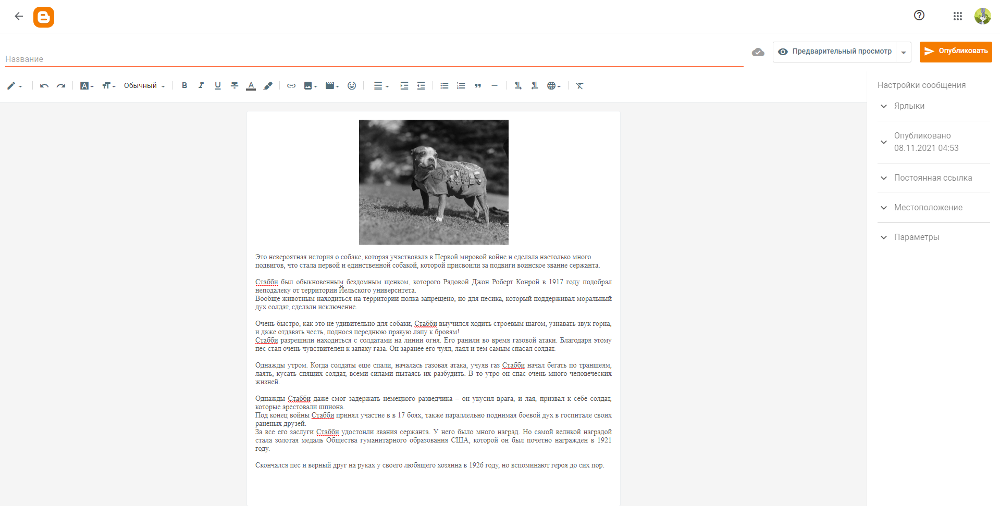 Название
Предварительный просмотр
Опубликовать
Обычный
Настройки сообщения
Ярлыки
Опубликовано
08.11.2021 04:53
Постоянная ссылка
Местоположение
Параметры
Это невероятная история о собаке, которая участвовала в Первой мировой войне и сделала настолько много
подвигов, что стала первой и единственной собакой, которой присвоили за подвиги воинское звание сержанта.
Стабби был обыкновенным бездомным щенком, которого Рядовой Джон Роберт Конрой в 1917 году подобрал
неподалеку от территории Йельского университета.
Вообще животным находиться на территории полка запрещено, но для песика, который поддерживал моральный
дух солдат, сделали исключение.
Очень быстро, как это не удивительно для собаки, Стабби выучился ходить строевым шагом, узнавать звук горна,
и даже отдавать честь, поднося переднюю правую лапу к бровям!
Стабби разрешили находиться с солдатами на линии огня. Его ранили во время газовой атаки. Благодаря этому
пес стал очень чувствителен к запаху газа. Он заранее его чуял, лаял и тем самым спасал солдат.
Однажды утром. Когда солдаты еще спали, началась газовая атака, учуяв газ Стабби начал бегать по траншеям,
лаять, кусать спящих солдат, всеми силами пытаясь их разбудить. В то утро он спас очень много человеческих
жизней.
Однажды Стабби даже смог задержать немецкого разведчика – он укусил врага, и лая, призвал к себе солдат,
которые арестовали шпиона.
Под конец войны Стабби принял участие в в 17 боях, также параллельно поднимая боевой дух в госпитале своих
раненых друзей.
За все его заслуги Стабби удостоили звания сержанта. У него было много наград. Но самой великой наградой
стала золотая медаль Общества гуманитарного образования США, которой он был почетно награжден в 1921
году.
Скончался пес и верный друг на руках у своего любящего хозяина в 1926 году, но вспоминают героя до сих пор.